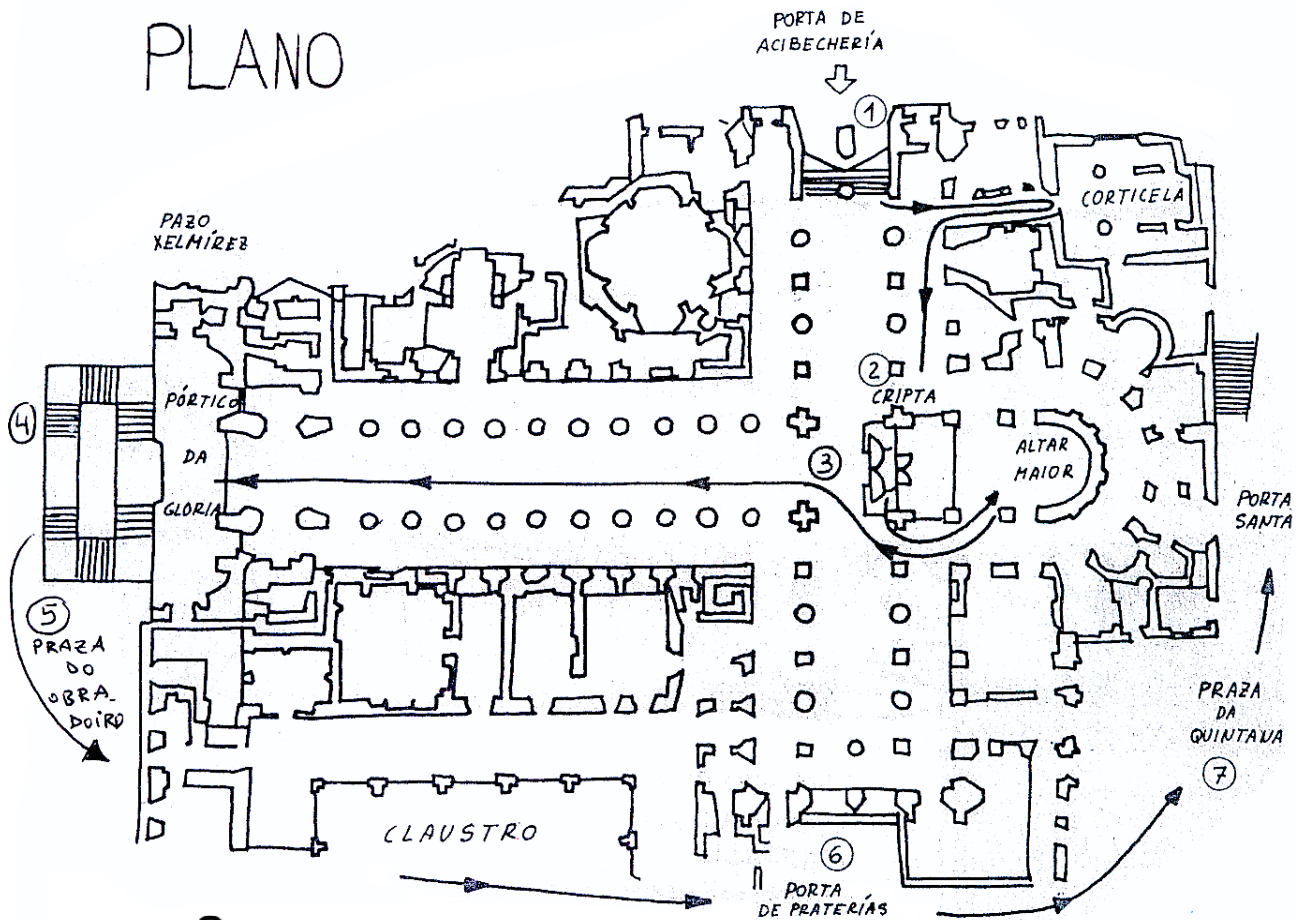 PLANO
PORTA DE
ACIBECHERÍA
1
CORTICELA
PAZO
XELMÍREZ
2
CRIPTA
4
PÓRTICO
DA
GLORIA
3
ALTAR
MAIOR
PORTA
SANTA
5
PRAZA
DO
OBRA-
DOIRO
PRAZA
DA
QUINTANA
7
CLAUSTRO
6
PORTA
DE PRATERÍAS